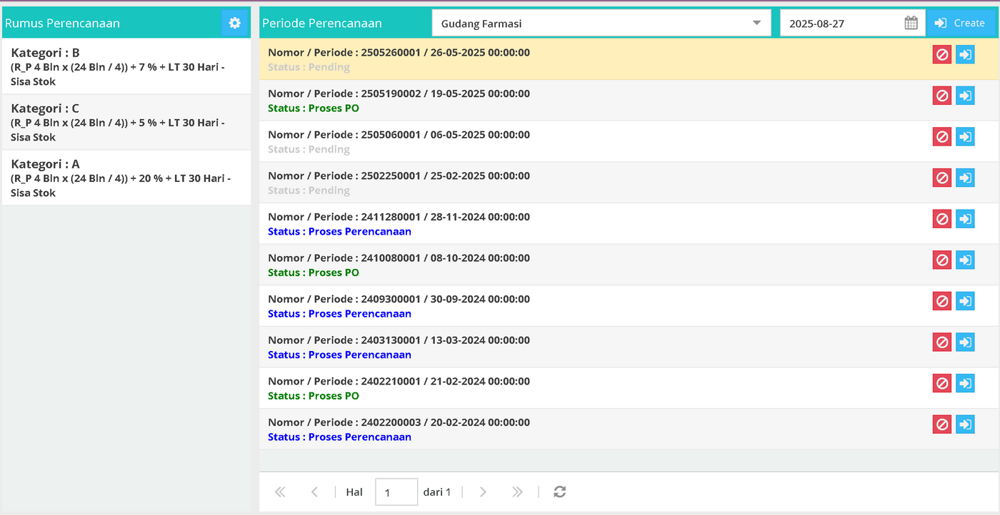 Rumus Perencanaan
Kategori : B
(R_P 4 Bln x (24 Bln / 4)) + 7 % + LT 30 Hari -
Sisa Stok
Kategori : C
(R_P 4 Bln x (24 Bln / 4)) + 5 % + LT 30 Hari -
Sisa Stok
Kategori : A
(R_P 4 Bln x (24 Bln / 4)) + 20 % + LT 30 Hari -
Sisa Stok
Periode Perencanaan
Gudang Farmasi
2025-08-27
Create
Nomor / Periode : 2505260001 / 26-05-2025 00:00:00
Status : Pending
Nomor / Periode : 2505190002 / 19-05-2025 00:00:00
Status : Proses PO
Nomor / Periode : 2505060001 / 06-05-2025 00:00:00
Status : Pending
Nomor / Periode : 2502250001 / 25-02-2025 00:00:00
Status : Pending
Nomor / Periode : 2411280001 / 28-11-2024 00:00:00
Status : Proses Perencanaan
Nomor / Periode : 2410080001 / 08-10-2024 00:00:00
Status : Proses PO
Nomor / Periode : 2409300001 / 30-09-2024 00:00:00
Status : Proses Perencanaan
Nomor / Periode : 2403130001 / 13-03-2024 00:00:00
Status : Proses Perencanaan
Nomor / Periode : 2402210001 / 21-02-2024 00:00:00
Status : Proses PO
Nomor / Periode : 2402200003 / 20-02-2024 00:00:00
Status : Proses Perencanaan
Hal 1 dari 1